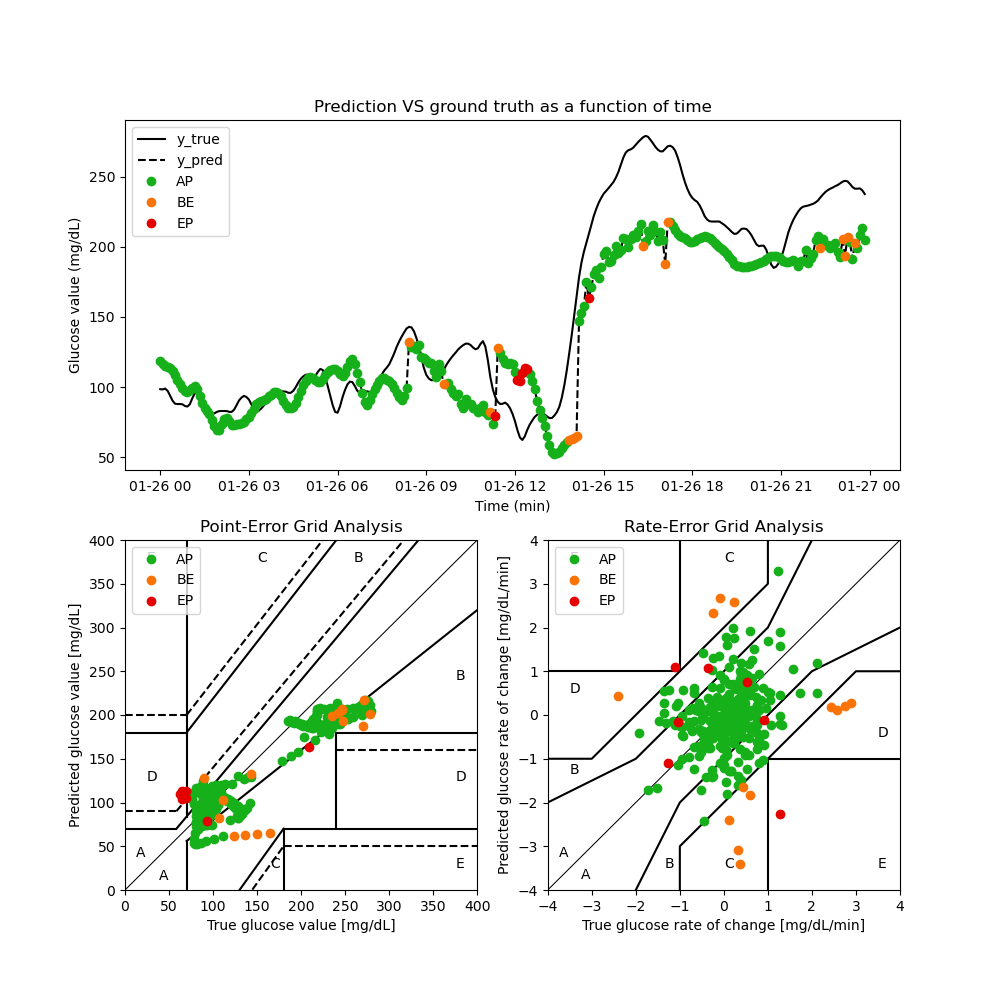 Prediction VS ground truth as a function of time
y_true
y_pred
AP
BE
EP
Glucose value (mg/dL)
250
200
150
100
50
01-26 00 01-26 03 01-26 06 01-26 09 01-26 12 01-26 15 01-26 18 01-26 21 01-27 00
Time (min)
Point-Error Grid Analysis
AP
BE
EP
Predicted glucose value [mg/dL]
400
350
300
250
200
150
100
50
0
C
B
B
D
D
A
A
C
E
0 50 100 150 200 250 300 350 400
True glucose value [mg/dL]
Rate-Error Grid Analysis
AP
BE
EP
Predicted glucose rate of change [mg/dL/min]
4
3
2
1
0
−1
−2
−3
−4
C
D
D
B
A
A
B
C
E
−4 −3 −2 −1 0 1 2 3 4
True glucose rate of change [mg/dL/min]